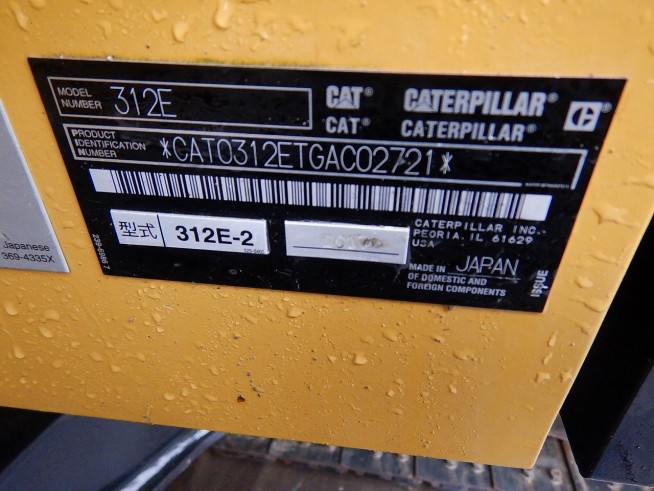 MODEL NUMBER 312E
CAT® CATERPILLAR®
CAT® CATERPILLAR®
PRODUCT IDENTIFICATION NUMBER *CAT0312ETGAC02721*
型式 312E-2
CATERPILLAR INC.
PEORIA, IL 61629
USA
MADE IN JAPAN
OF DOMESTIC AND
FOREIGN COMPONENTS
ISSUE
Japanese
369-4335X